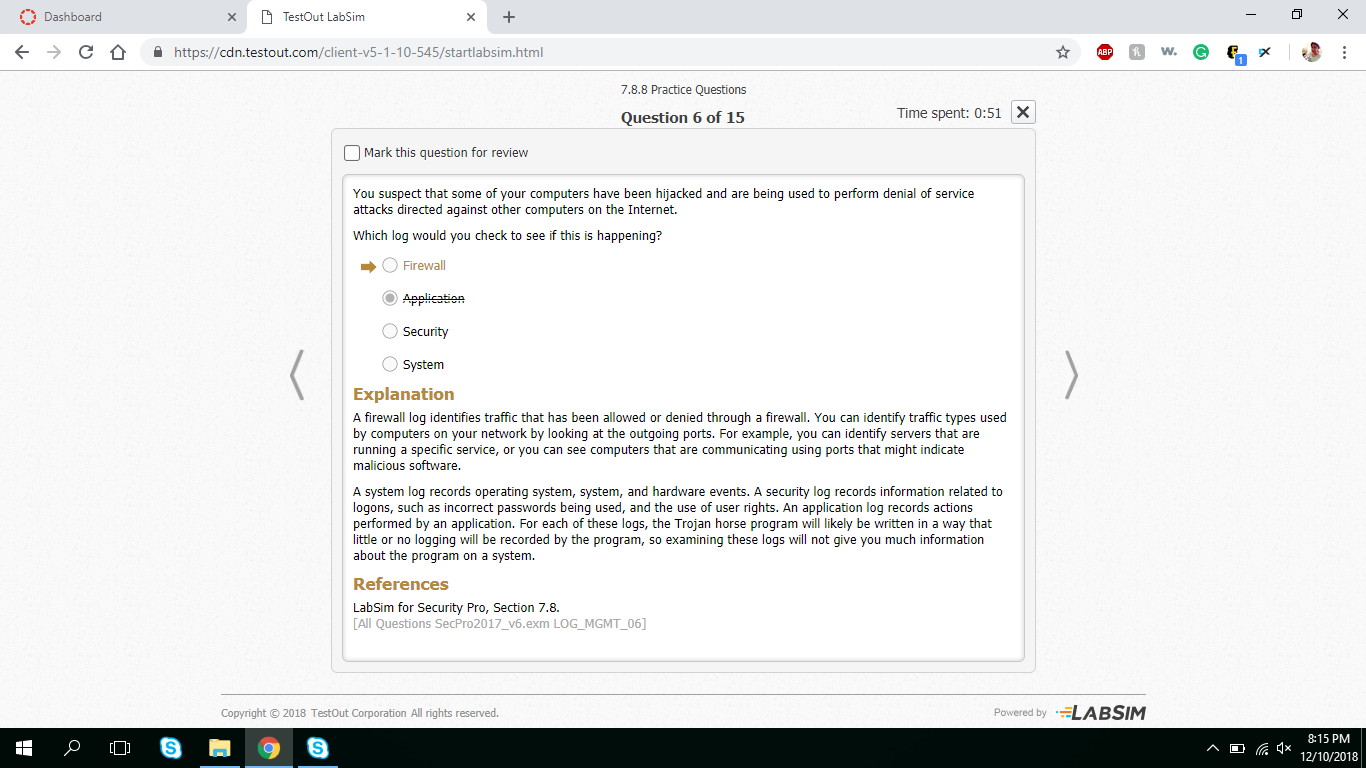 Dashboard
TestOut LabSim
https://cdn.testout.com/client-v5-1-10-545/startlabsim.html
ABP
w.
1
7.8.8 Practice Questions
Question 6 of 15
Time spent: 0:51
Mark this question for review
You suspect that some of your computers have been hijacked and are being used to perform denial of service
attacks directed against other computers on the Internet.
Which log would you check to see if this is happening?
Firewall
Application
Security
System
Explanation
A firewall log identifies traffic that has been allowed or denied through a firewall. You can identify traffic types used
by computers on your network by looking at the outgoing ports. For example, you can identify servers that are
running a specific service, or you can see computers that are communicating using ports that might indicate
malicious software.
A system log records operating system, system, and hardware events. A security log records information related to
logons, such as incorrect passwords being used, and the use of user rights. An application log records actions
performed by an application. For each of these logs, the Trojan horse program will likely be written in a way that
little or no logging will be recorded by the program, so examining these logs will not give you much information
about the program on a system.
References
LabSim for Security Pro, Section 7.8.
[All Questions SecPro2017_v6.exm LOG_MGMT_06]
Copyright © 2018 TestOut Corporation All rights reserved.
Powered by LABSIM
8:15 PM
12/10/2018